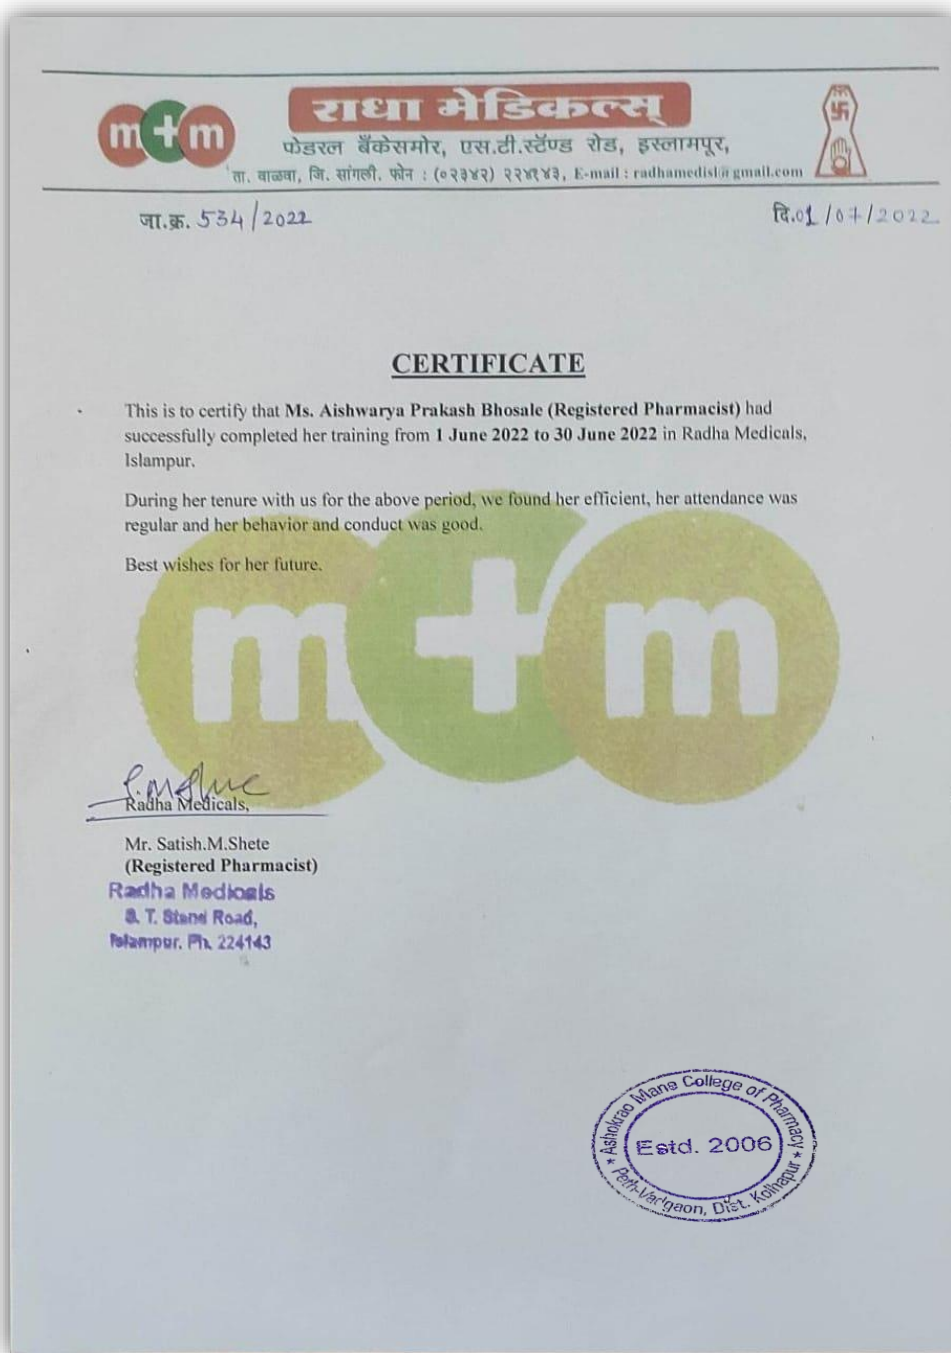 m+m
राधा मेडिकल्स्
फेडरल बँकेसमोर, एस.टी.स्टॅण्ड रोड, इस्लामपूर,
ता. वाळवा, जि. सांगली. फोन : (०२३४२) २२४१४३, E-mail : radhamedisl@gmail.com
जा.क्र. 534/2022
दि.01/07/2022
CERTIFICATE
This is to certify that Ms. Aishwarya Prakash Bhosale (Registered Pharmacist) had
successfully completed her training from 1 June 2022 to 30 June 2022 in Radha Medicals,
Islampur.
During her tenure with us for the above period, we found her efficient, her attendance was
regular and her behavior and conduct was good.
Best wishes for her future.
m+m
Radha Medicals,
Mr. Satish.M.Shete
(Registered Pharmacist)
Radha Medicals
S. T. Stand Road,
Islampur. Ph. 224143
Ashokrao Mane College of Pharmacy
Estd. 2006
Peth-Vadgaon, Dist. Kolhapur